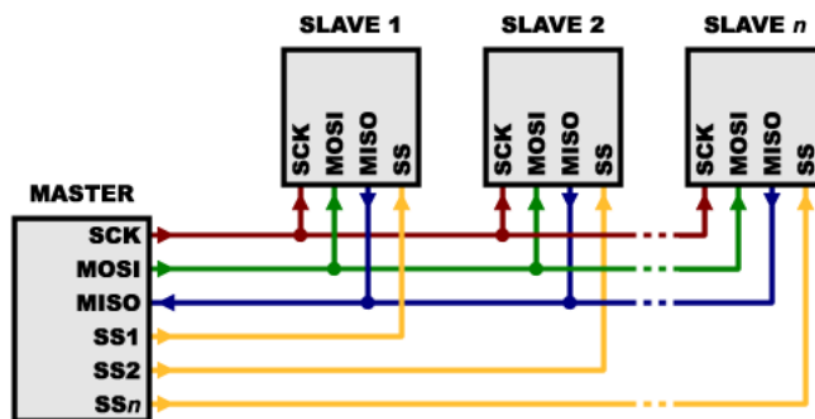 SLAVE 1
SLAVE 2
SLAVE n
SCK
MOSI
MISO
SS
SCK
MOSI
MISO
SS
SCK
MOSI
MISO
SS
MASTER
SCK
MOSI
MISO
SS1
SS2
SSn